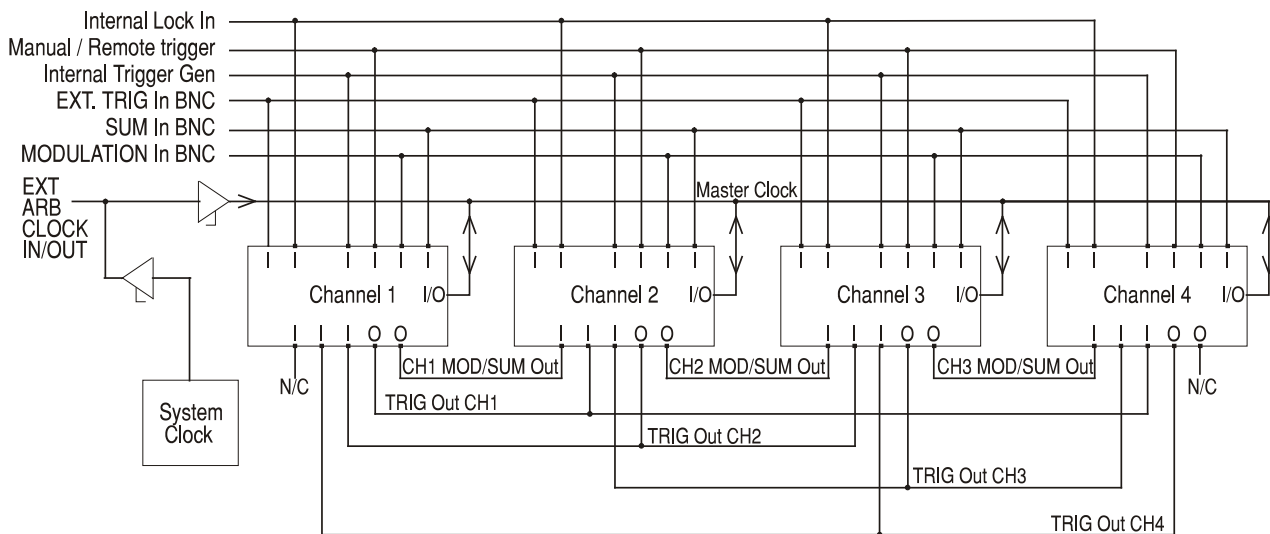 Internal Lock In
Manual / Remote trigger
Internal Trigger Gen
EXT. TRIG In BNC
SUM In BNC
MODULATION In BNC
EXT
ARB
CLOCK
IN/OUT
Master Clock
I I I I I I
I I I I I I
I I I I I I
I I I I I I
Channel 1 I/O
Channel 2 I/O
Channel 3 I/O
Channel 4 I/O
I I I O O
I I I O O
I I I O O
I I I O O
N/C
CH1 MOD/SUM Out
CH2 MOD/SUM Out
CH3 MOD/SUM Out
N/C
System
Clock
TRIG Out CH1
TRIG Out CH2
TRIG Out CH3
TRIG Out CH4